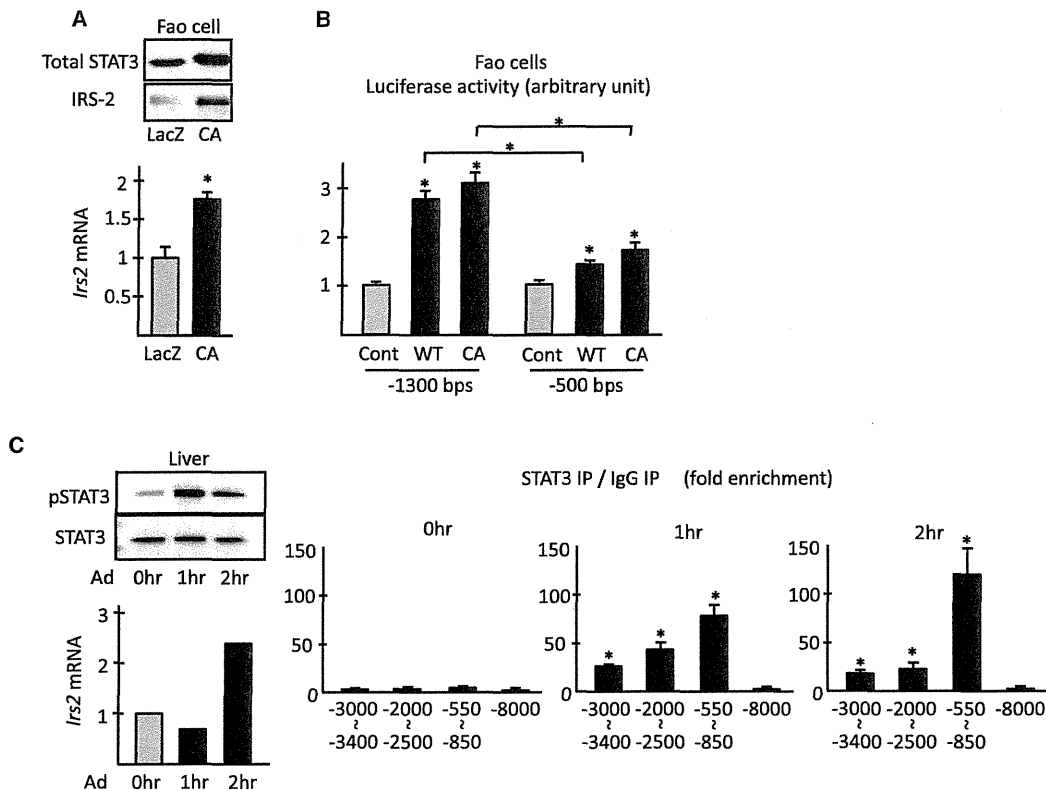 A
Fao cell
Total STAT3
IRS-2
LacZ CA
2
1.5
1
0.5
Irs2 mRNA
*
LacZ CA
B
Fao cells
Luciferase activity (arbitrary unit)
*
*
3
2
1
* * * *
Cont WT CA Cont WT CA
-1300 bps -500 bps
C
Liver
pSTAT3
STAT3
Ad 0hr 1hr 2hr
3
2
1
Irs2 mRNA
Ad 0hr 1hr 2hr
STAT3 IP / IgG IP (fold enrichment)
0hr
150
100
50
0
-3000 -2000 -550 -8000
~ ~ ~
-3400 -2500 -850
1hr
150
100
50
0
* * *
-3000 -2000 -550 -8000
~ ~ ~
-3400 -2500 -850
2hr
150
100
50
0
* * *
-3000 -2000 -550 -8000
~ ~ ~
-3400 -2500 -850